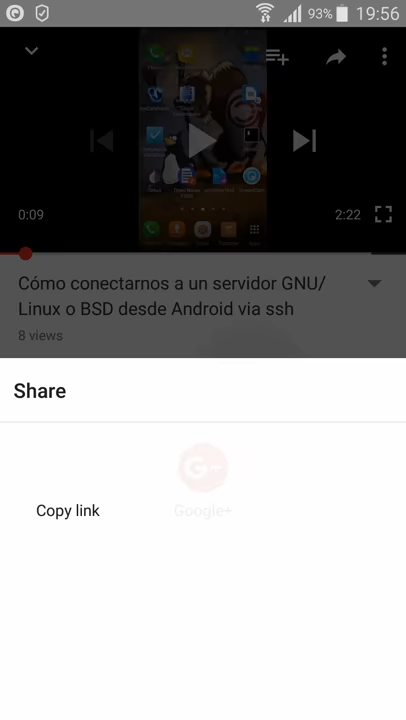 93% 19:56
0:09 2:22
Cómo conectarnos a un servidor GNU/
Linux o BSD desde Android via ssh
8 views
Share
G+
Copy link Google+